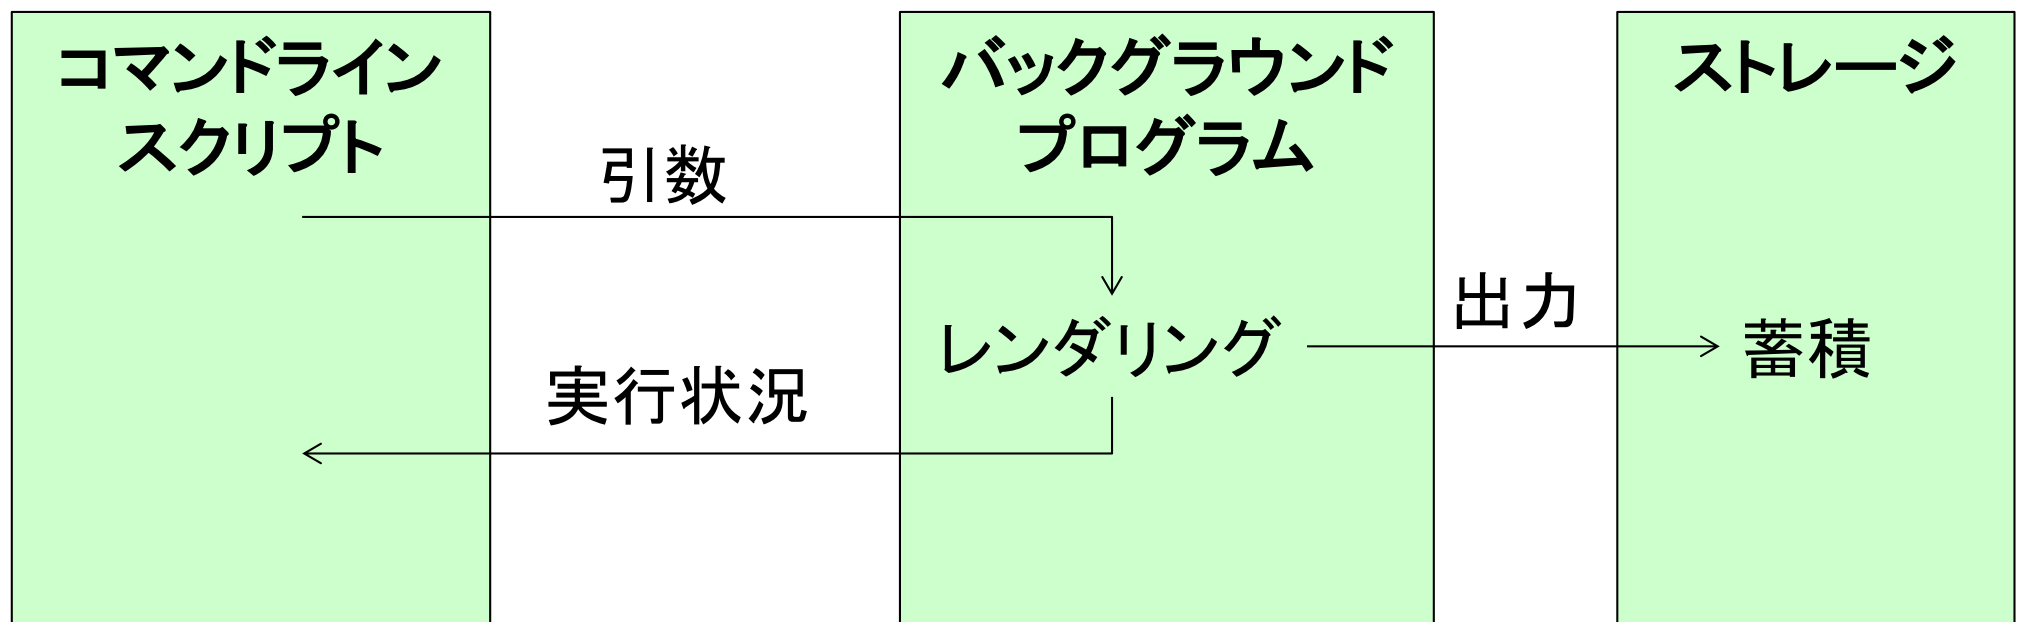 コマンドライン
スクリプト
引数
バックグラウンド
プログラム
ストレージ
レンダリング
出力
蓄積
実行状況